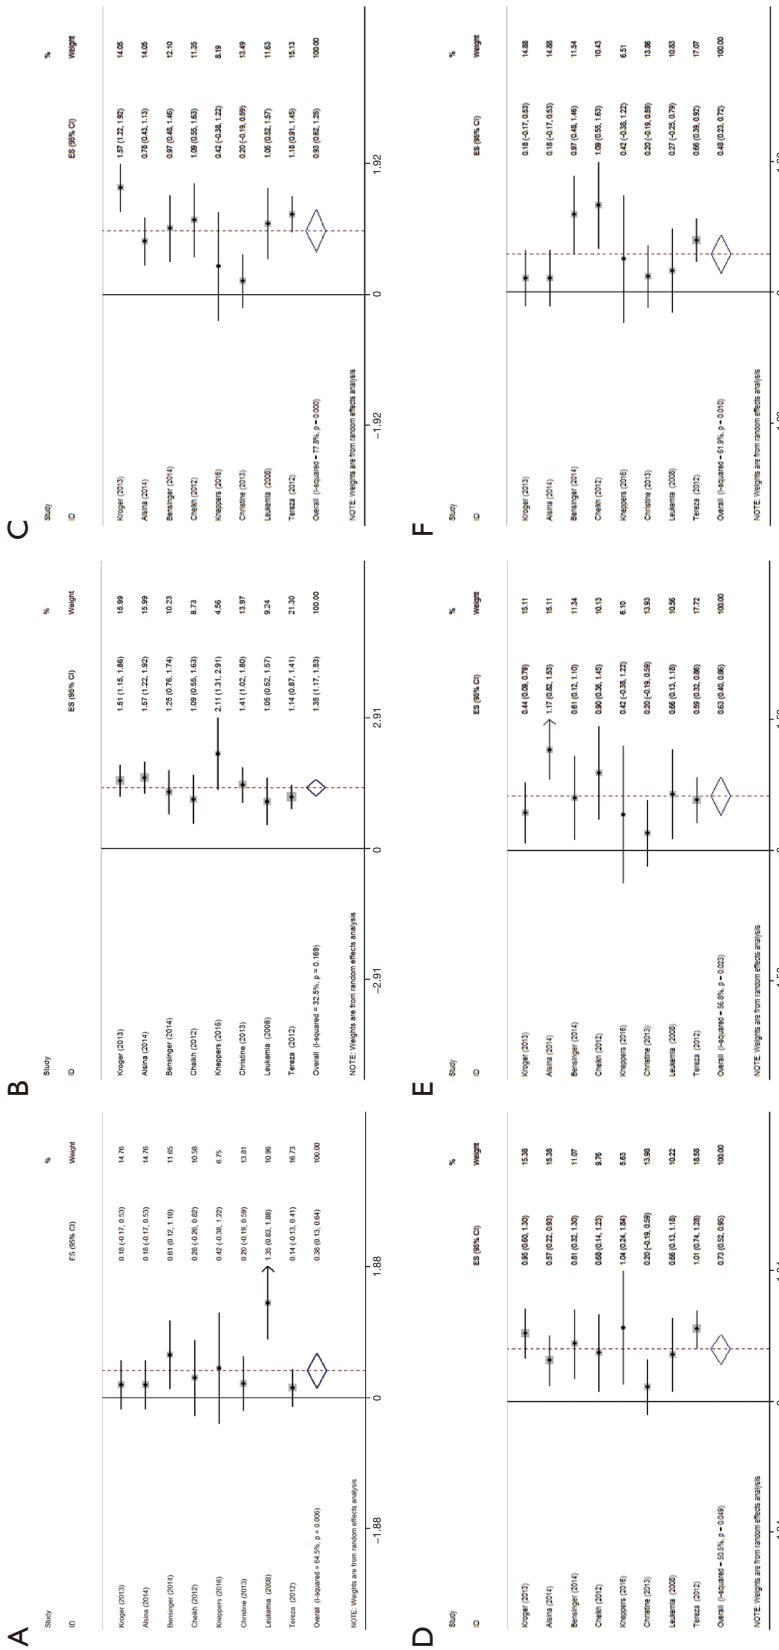 A
Study %
ID ES (95% CI) Weight
Kroger (2013) 0.18 (-0.17, 0.53) 14.76
Alsina (2014) 0.18 (-0.17, 0.53) 14.76
Bensinger (2014) 0.61 (0.12, 1.10) 11.65
Cheikh (2012) 0.28 (-0.26, 0.82) 10.58
Kneppers (2016) 0.42 (-0.38, 1.22) 6.75
Christine (2013) 0.20 (-0.19, 0.59) 13.81
Leukemia (2008) 1.35 (0.83, 1.88) 10.96
Tereza (2012) 0.14 (-0.13, 0.41) 16.73
Overall (I-squared = 64.5%, p = 0.006) 0.38 (0.13, 0.64) 100.00
NOTE: Weights are from random effects analysis
-1.88 0 1.88
B
Study %
ID ES (95% CI) Weight
Kroger (2013) 1.51 (1.15, 1.86) 15.99
Alsina (2014) 1.57 (1.22, 1.92) 15.99
Bensinger (2014) 1.25 (0.76, 1.74) 10.23
Cheikh (2012) 1.09 (0.55, 1.63) 8.73
Kneppers (2016) 2.11 (1.31, 2.91) 4.56
Christine (2013) 1.41 (1.02, 1.80) 13.97
Leukemia (2008) 1.05 (0.52, 1.57) 9.24
Tereza (2012) 1.14 (0.87, 1.41) 21.30
Overall (I-squared = 32.5%, p = 0.169) 1.35 (1.17, 1.53) 100.00
NOTE: Weights are from random effects analysis
-2.91 0 2.91
C
Study %
ID ES (95% CI) Weight
Kroger (2013) 1.57 (1.22, 1.92) 14.05
Alsina (2014) 0.78 (0.43, 1.13) 14.05
Bensinger (2014) 0.97 (0.48, 1.46) 12.10
Cheikh (2012) 1.09 (0.55, 1.63) 11.35
Kneppers (2016) 0.42 (-0.38, 1.22) 8.19
Christine (2013) 0.20 (-0.19, 0.59) 13.49
Leukemia (2008) 1.05 (0.52, 1.57) 11.63
Tereza (2012) 1.18 (0.91, 1.45) 15.13
Overall (I-squared = 77.8%, p = 0.000) 0.93 (0.62, 1.25) 100.00
NOTE: Weights are from random effects analysis
-1.92 0 1.92
D
Study %
ID ES (95% CI) Weight
Kroger (2013) 0.95 (0.60, 1.30) 15.38
Alsina (2014) 0.57 (0.22, 0.93) 15.38
Bensinger (2014) 0.81 (0.32, 1.30) 11.07
Cheikh (2012) 0.68 (0.14, 1.23) 9.76
Kneppers (2016) 1.04 (0.24, 1.84) 5.63
Christine (2013) 0.20 (-0.19, 0.59) 13.98
Leukemia (2008) 0.66 (0.13, 1.18) 10.22
Tereza (2012) 1.01 (0.74, 1.28) 18.58
Overall (I-squared = 50.5%, p = 0.049) 0.73 (0.52, 0.95) 100.00
NOTE: Weights are from random effects analysis
E
Study %
ID ES (95% CI) Weight
Kroger (2013) 0.44 (0.09, 0.79) 15.11
Alsina (2014) 1.17 (0.82, 1.53) 15.11
Bensinger (2014) 0.61 (0.12, 1.10) 11.34
Cheikh (2012) 0.90 (0.36, 1.45) 10.13
Kneppers (2016) 0.42 (-0.38, 1.22) 6.10
Christine (2013) 0.20 (-0.19, 0.59) 13.93
Leukemia (2008) 0.66 (0.13, 1.18) 10.56
Tereza (2012) 0.59 (0.32, 0.86) 17.72
Overall (I-squared = 56.8%, p = 0.023) 0.63 (0.40, 0.86) 100.00
NOTE: Weights are from random effects analysis
F
Study %
ID ES (95% CI) Weight
Kroger (2013) 0.18 (-0.17, 0.53) 14.88
Alsina (2014) 0.18 (-0.17, 0.53) 14.88
Bensinger (2014) 0.97 (0.48, 1.46) 11.54
Cheikh (2012) 1.09 (0.55, 1.63) 10.43
Kneppers (2016) 0.42 (-0.38, 1.22) 6.51
Christine (2013) 0.20 (-0.19, 0.59) 13.86
Leukemia (2008) 0.27 (-0.25, 0.79) 10.83
Tereza (2012) 0.66 (0.39, 0.92) 17.07
Overall (I-squared = 61.9%, p = 0.010) 0.48 (0.23, 0.72) 100.00
NOTE: Weights are from random effects analysis